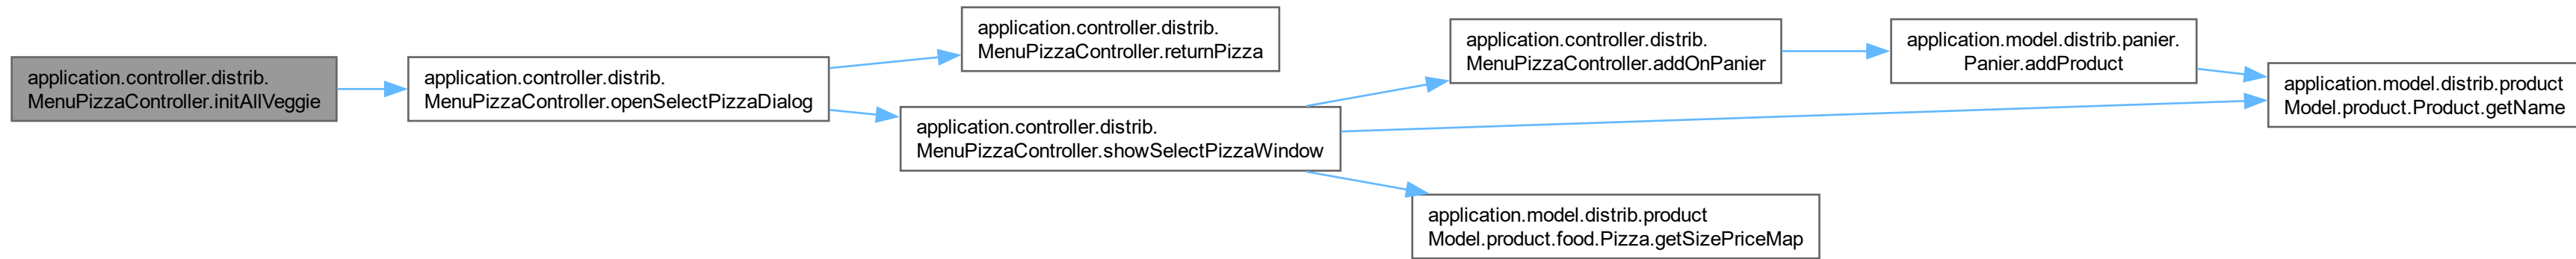 application.controller.distrib.
MenuPizzaController.initAllVeggie
application.controller.distrib.
MenuPizzaController.openSelectPizzaDialog
application.controller.distrib.
MenuPizzaController.returnPizza
application.controller.distrib.
MenuPizzaController.showSelectPizzaWindow
application.controller.distrib.
MenuPizzaController.addOnPanier
application.model.distrib.panier.
Panier.addProduct
application.model.distrib.product
Model.product.Product.getName
application.model.distrib.product
Model.product.food.Pizza.getSizePriceMap